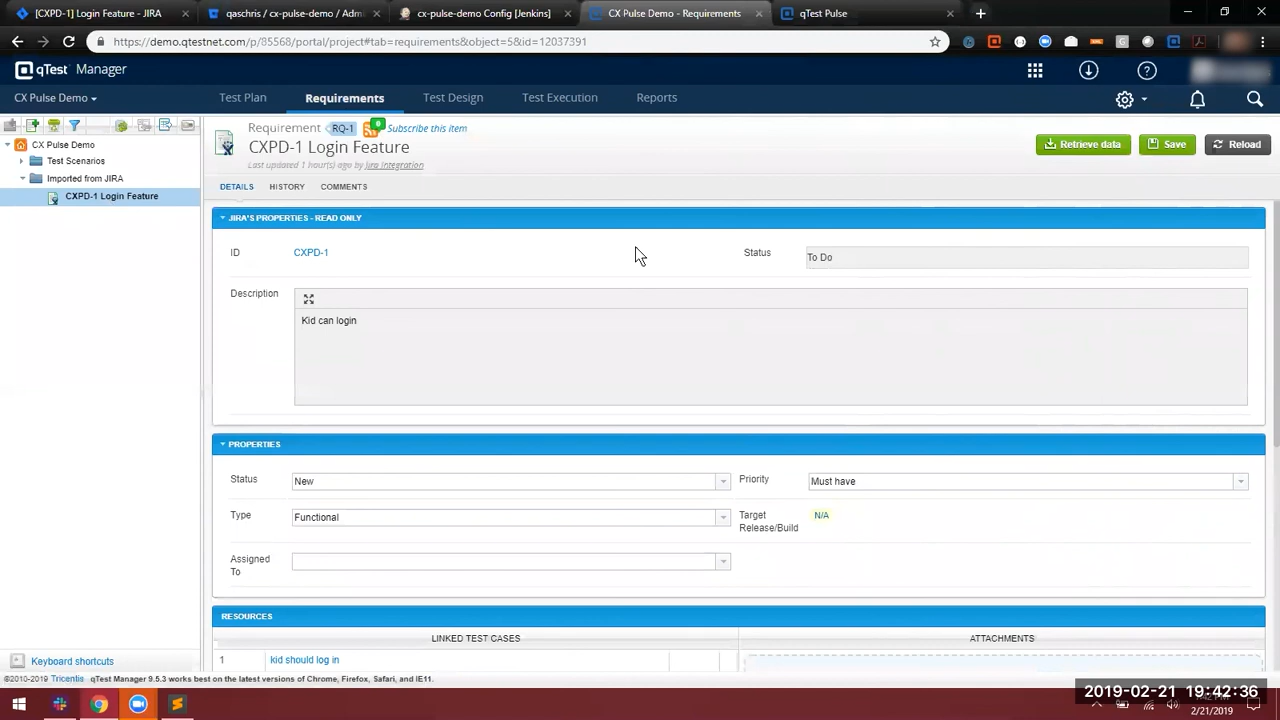 [CXPD-1] Login Feature - JIRA
qaschris / cx-pulse-demo / Admi
cx-pulse-demo Config [Jenkins]
CX Pulse Demo - Requirements
qTest Pulse
https://demo.qtestnet.com/p/85568/portal/project#tab=requirements&object=5&id=12037391
qTest Manager
CX Pulse Demo
Test Plan
Requirements
Test Design
Test Execution
Reports
CX Pulse Demo
Test Scenarios
Imported from JIRA
CXPD-1 Login Feature
Requirement RQ-1 0 Subscribe this item
CXPD-1 Login Feature
Last updated 1 hour(s) ago by Jira Integration
Retrieve data
Save
Reload
DETAILS HISTORY COMMENTS
JIRA'S PROPERTIES - READ ONLY
ID CXPD-1
Status To Do
Description
Kid can login
PROPERTIES
Status New
Priority Must have
Type Functional
Target Release/Build N/A
Assigned To
RESOURCES
LINKED TEST CASES
ATTACHMENTS
1 kid should log in
Keyboard shortcuts
©2010-2019 Tricentis qTest Manager 9.5.3 works best on the latest versions of Chrome, Firefox, Safari, and IE11.
2019-02-21 19:42:36
2/21/2019